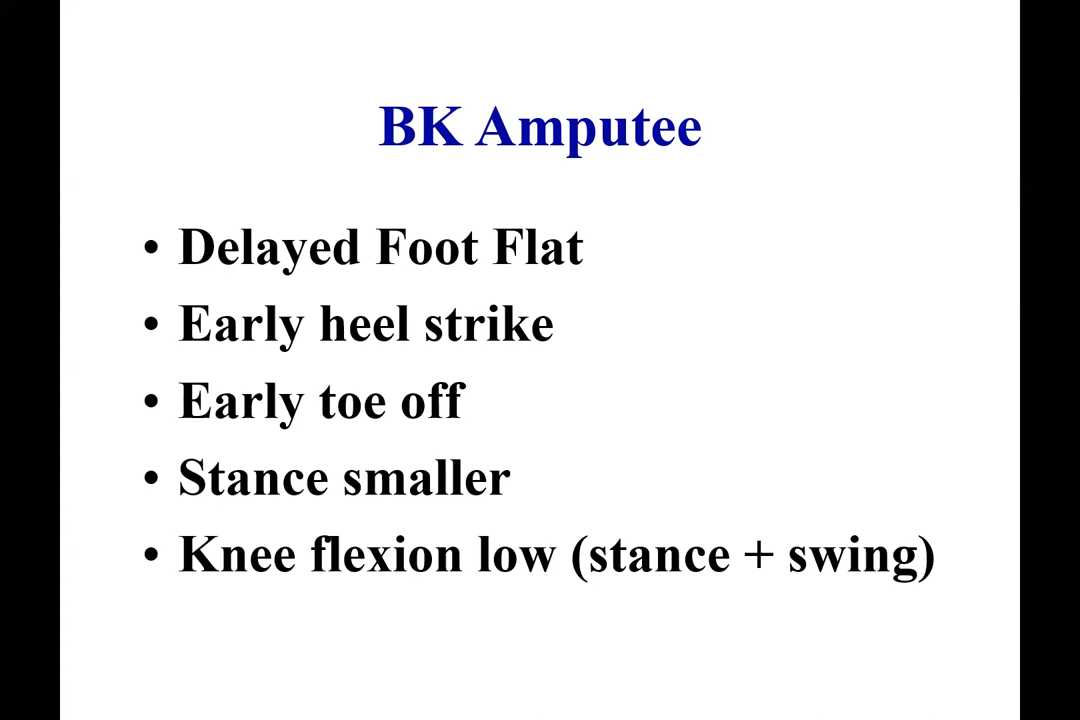 BK Amputee
• Delayed Foot Flat
• Early heel strike
• Early toe off
• Stance smaller
• Knee flexion low (stance + swing)